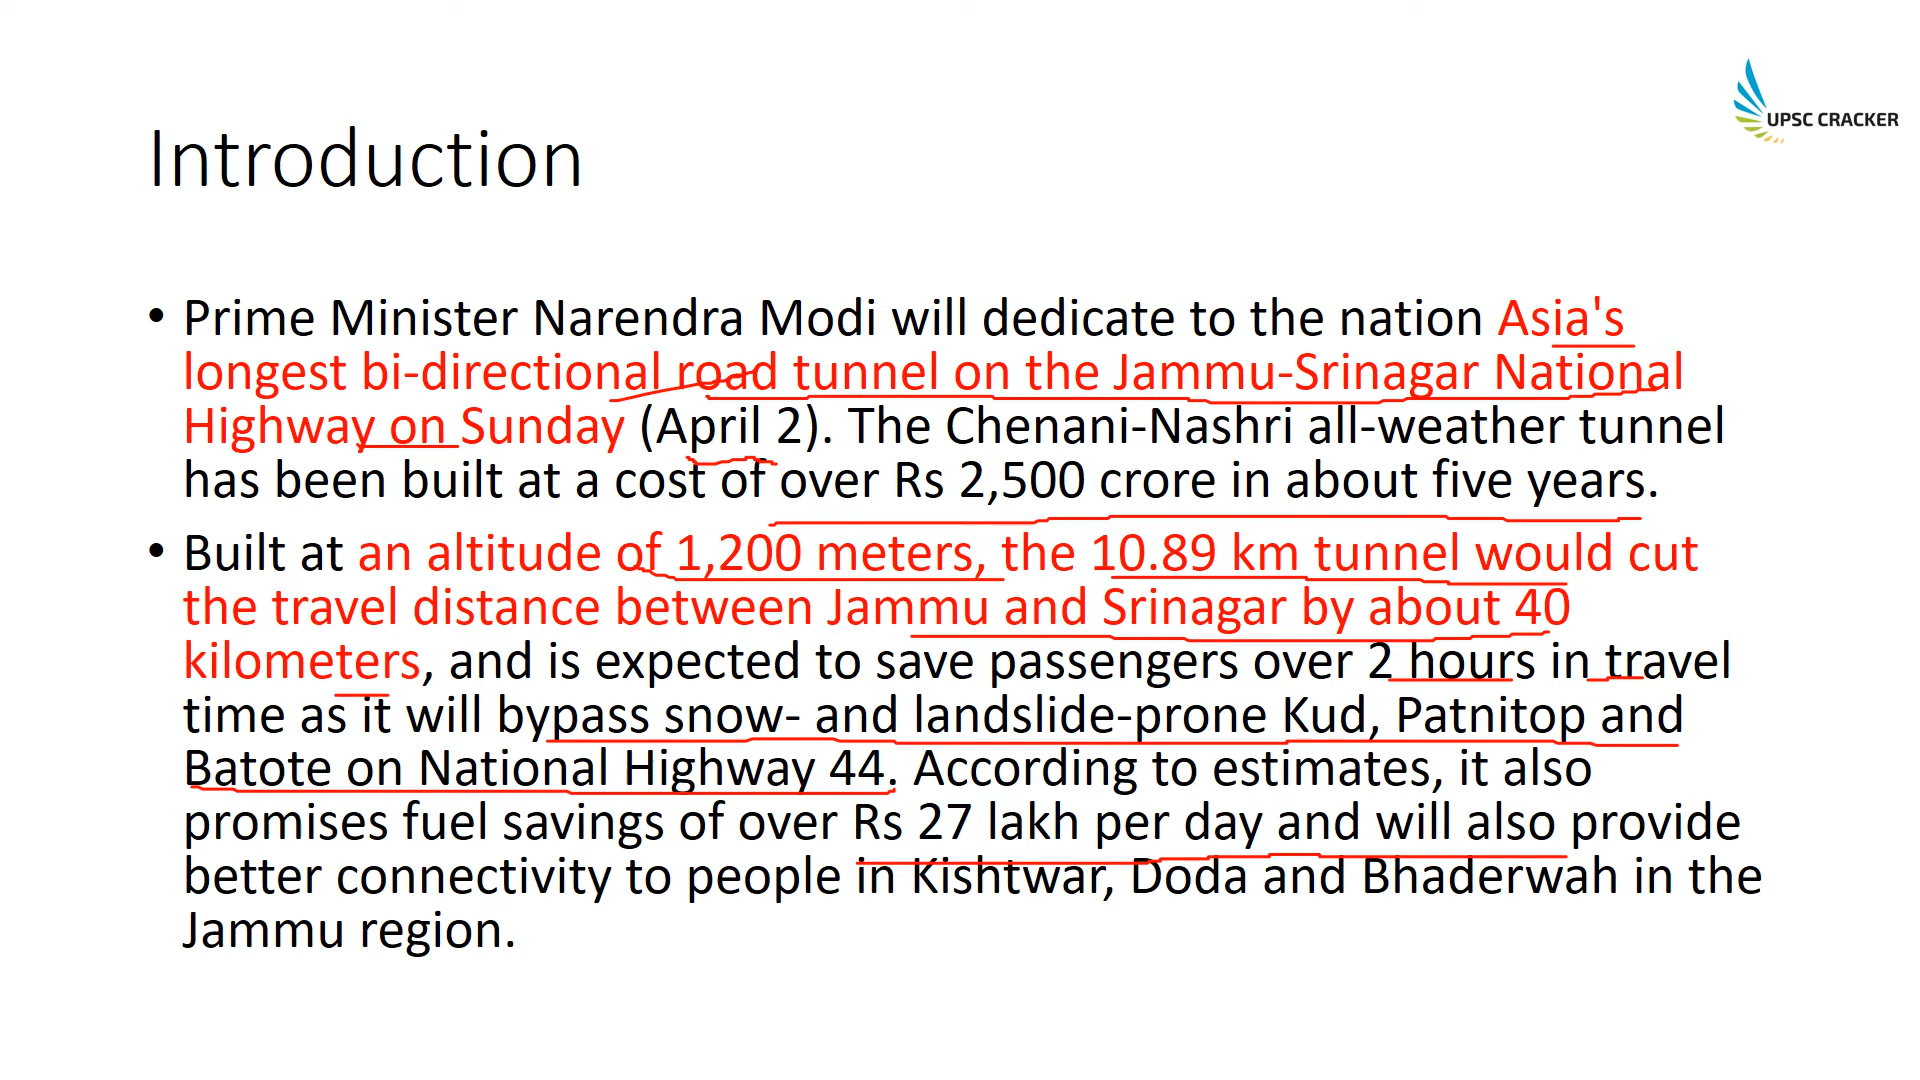 UPSC CRACKER
Introduction
• Prime Minister Narendra Modi will dedicate to the nation Asia's
longest bi-directional road tunnel on the Jammu-Srinagar National
Highway on Sunday (April 2). The Chenani-Nashri all-weather tunnel
has been built at a cost of over Rs 2,500 crore in about five years.
• Built at an altitude of 1,200 meters, the 10.89 km tunnel would cut
the travel distance between Jammu and Srinagar by about 40
kilometers, and is expected to save passengers over 2 hours in travel
time as it will bypass snow- and landslide-prone Kud, Patnitop and
Batote on National Highway 44. According to estimates, it also
promises fuel savings of over Rs 27 lakh per day and will also provide
better connectivity to people in Kishtwar, Doda and Bhaderwah in the
Jammu region.